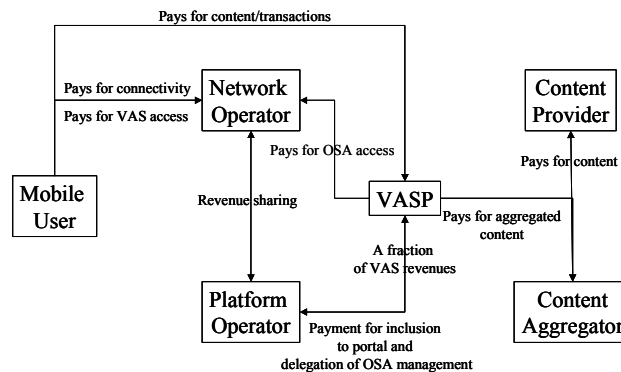 Pays for content/transactions
Pays for connectivity
Pays for VAS access
Network
Operator
Content
Provider
Pays for OSA access
Pays for content
Mobile
User
Revenue sharing
VASP
Pays for aggregated
content
A fraction
of VAS revenues
Platform
Operator
Content
Aggregator
Payment for inclusion
to portal and
delegation of OSA management